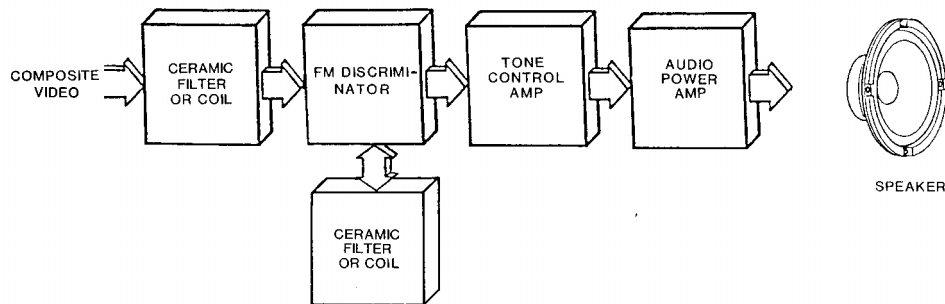 COMPOSITE
VIDEO
CERAMIC
FILTER
OR COIL
FM DISCRIMI-
NATOR
TONE
CONTROL
AMP
AUDIO
POWER
AMP
SPEAKER
CERAMIC
FILTER
OR COIL